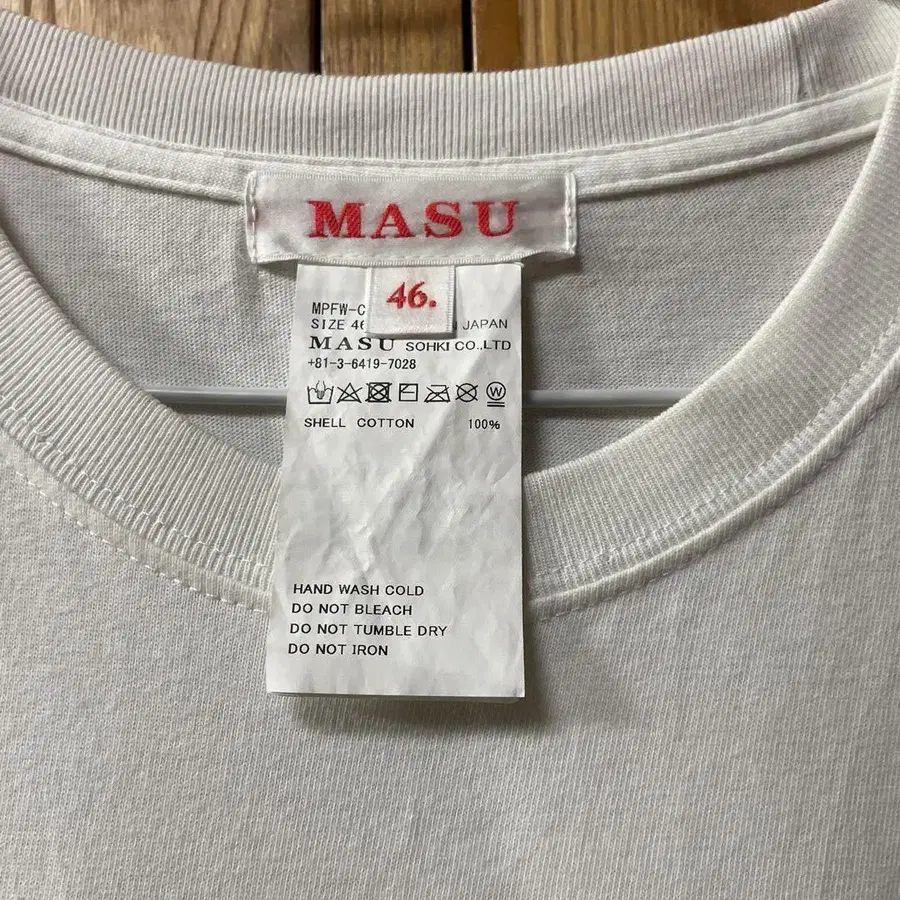 MASU
46.
MPFW-C
SIZE 46 JAPAN
MASU SOHKI CO.,LTD
+81-3-6419-7028
W
SHELL COTTON 100%
HAND WASH COLD
DO NOT BLEACH
DO NOT TUMBLE DRY
DO NOT IRON